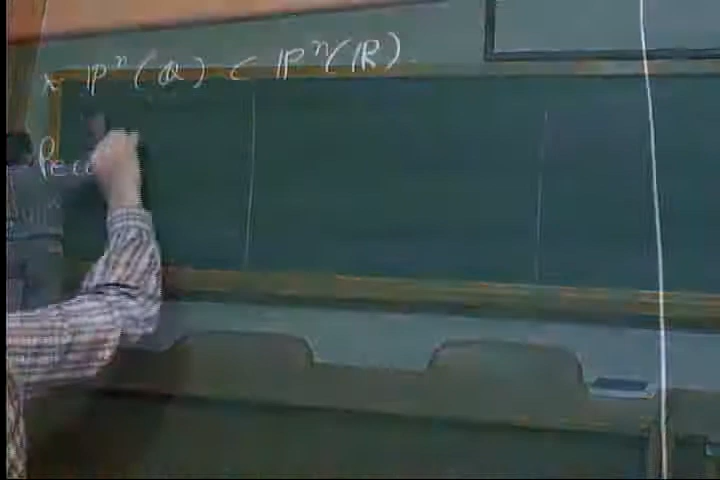 * ℙⁿ(ℚ) ⊂ ℙⁿ(ℝ).